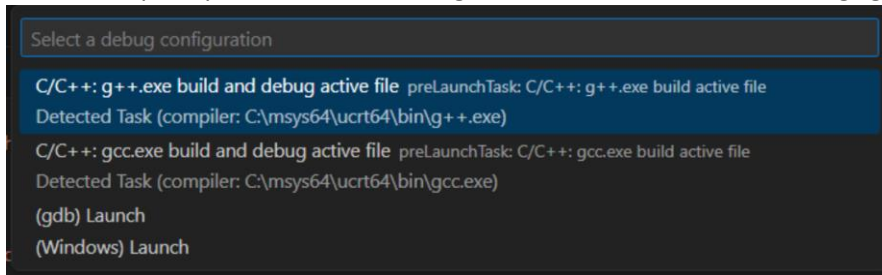 Select a debug configuration
C/C++: g++.exe build and debug active file preLaunchTask: C/C++: g++.exe build active file
Detected Task (compiler: C:\msys64\ucrt64\bin\g++.exe)
C/C++: gcc.exe build and debug active file preLaunchTask: C/C++: gcc.exe build active file
Detected Task (compiler: C:\msys64\ucrt64\bin\gcc.exe)
(gdb) Launch
(Windows) Launch